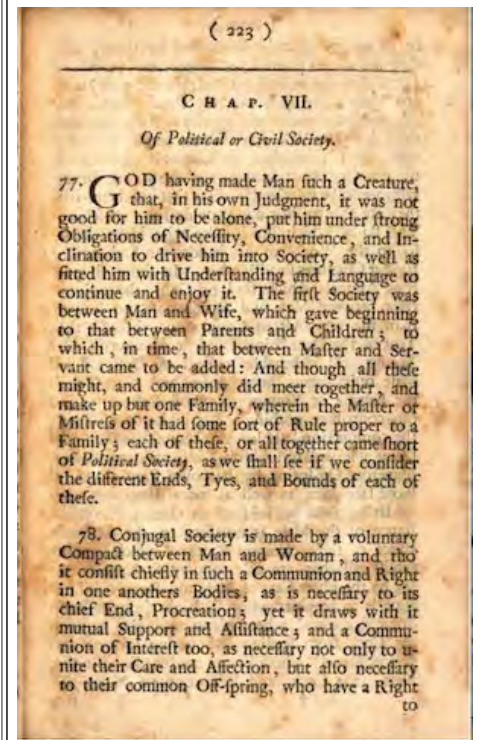 ( 223 )
CHAP. VII.
Of Political or Civil Society.
77. GOD having made Man ſuch a Creature,
that, in his own Judgment, it was not
good for him to be alone, put him under ſtrong
Obligations of Neceſſity, Convenience, and In-
clination to drive him into Society, as well as
fitted him with Underſtanding and Language to
continue and enjoy it. The firſt Society was
between Man and Wife, which gave beginning
to that between Parents and Children; to
which, in time, that between Maſter and Ser-
vant came to be added: And though all theſe
might, and commonly did meet together, and
make up but one Family, wherein the Maſter or
Miſtreſs of it had ſome ſort of Rule proper to a
Family; each of theſe, or all together came ſhort
of Political Society, as we ſhall ſee if we conſider
the different Ends, Tyes, and Bounds of each of
theſe.
78. Conjugal Society is made by a voluntary
Compact between Man and Woman, and tho'
it conſiſt chiefly in ſuch a Communion and Right
in one anothers Bodies, as is neceſſary to its
chief End, Procreation; yet it draws with it
mutual Support and Aſſiſtance; and a Commu-
nion of Intereſt too, as neceſſary not only to u-
nite their Care and Affection, but alſo neceſſary
to their common Off-ſpring, who have a Right
to